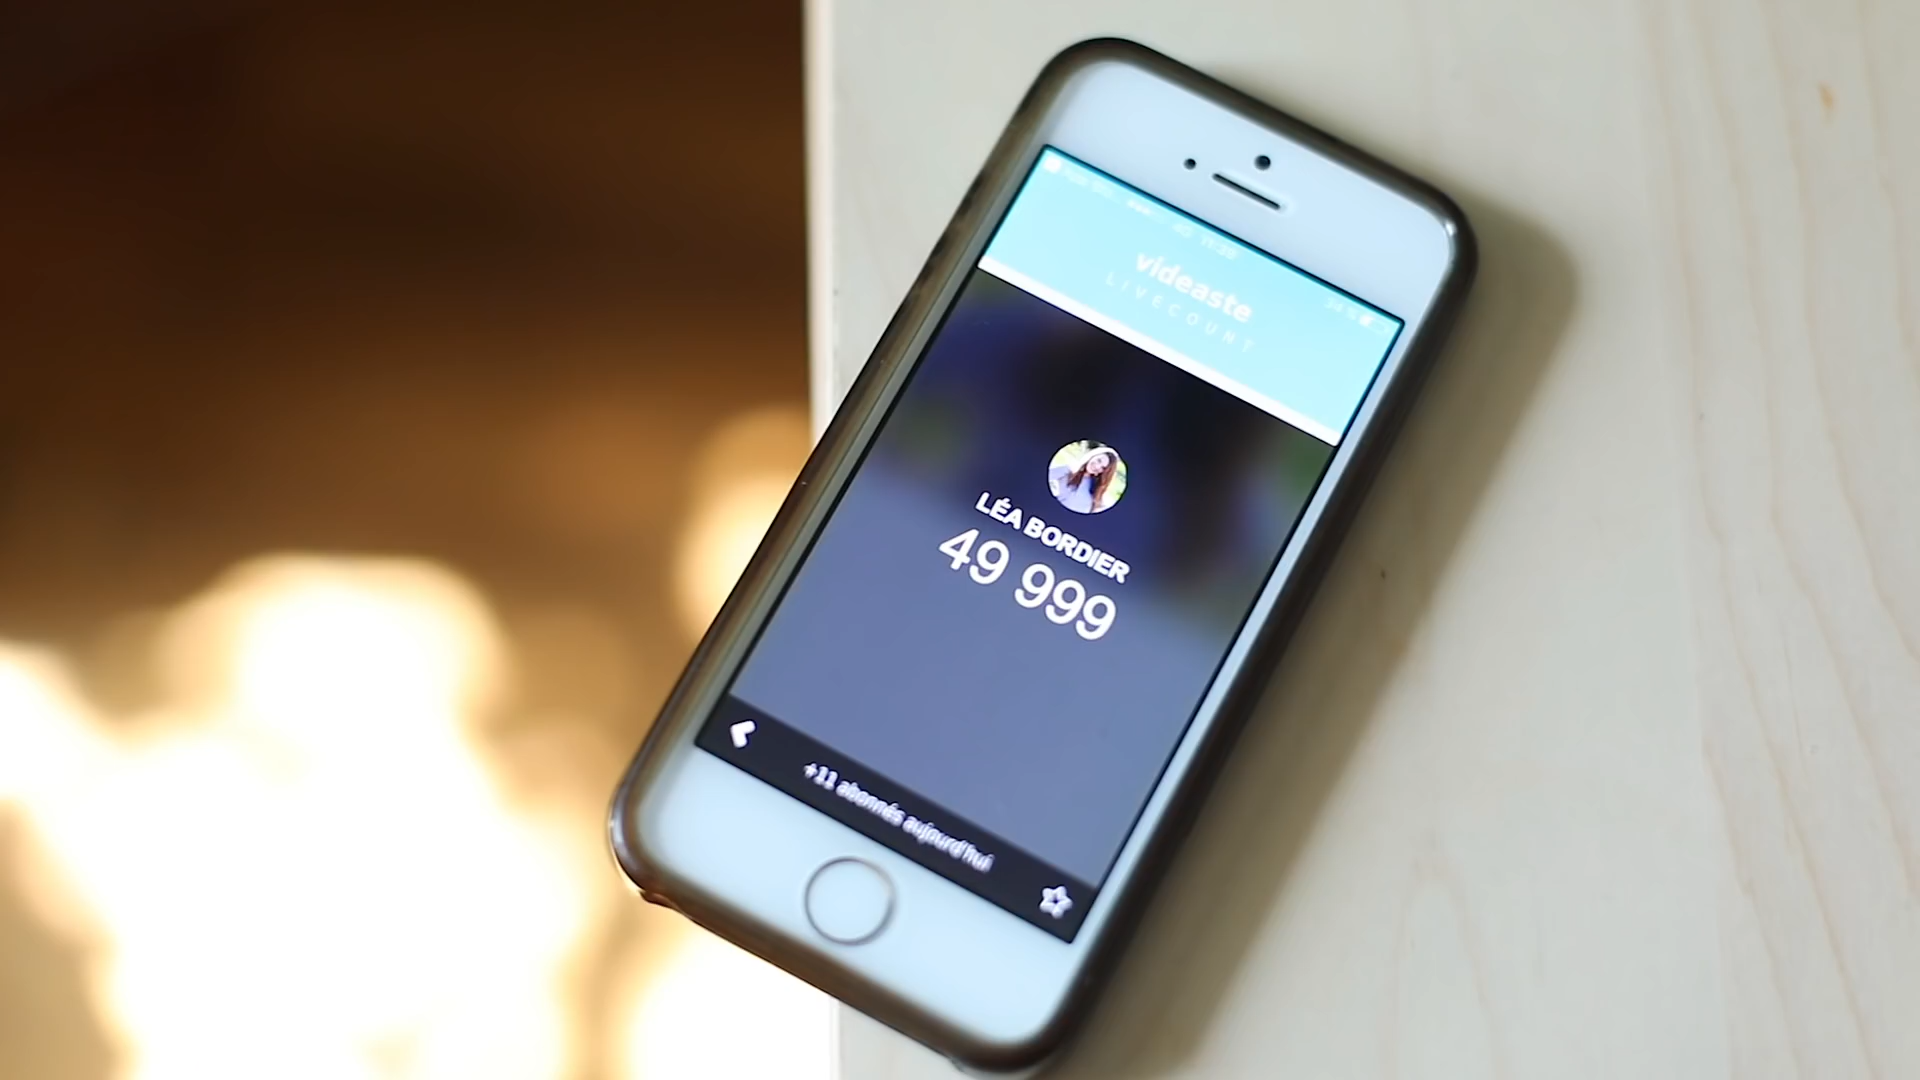 videaste
LIVECOUNT
LÉA BORDIER
49 999
+11 abonnés aujourd'hui